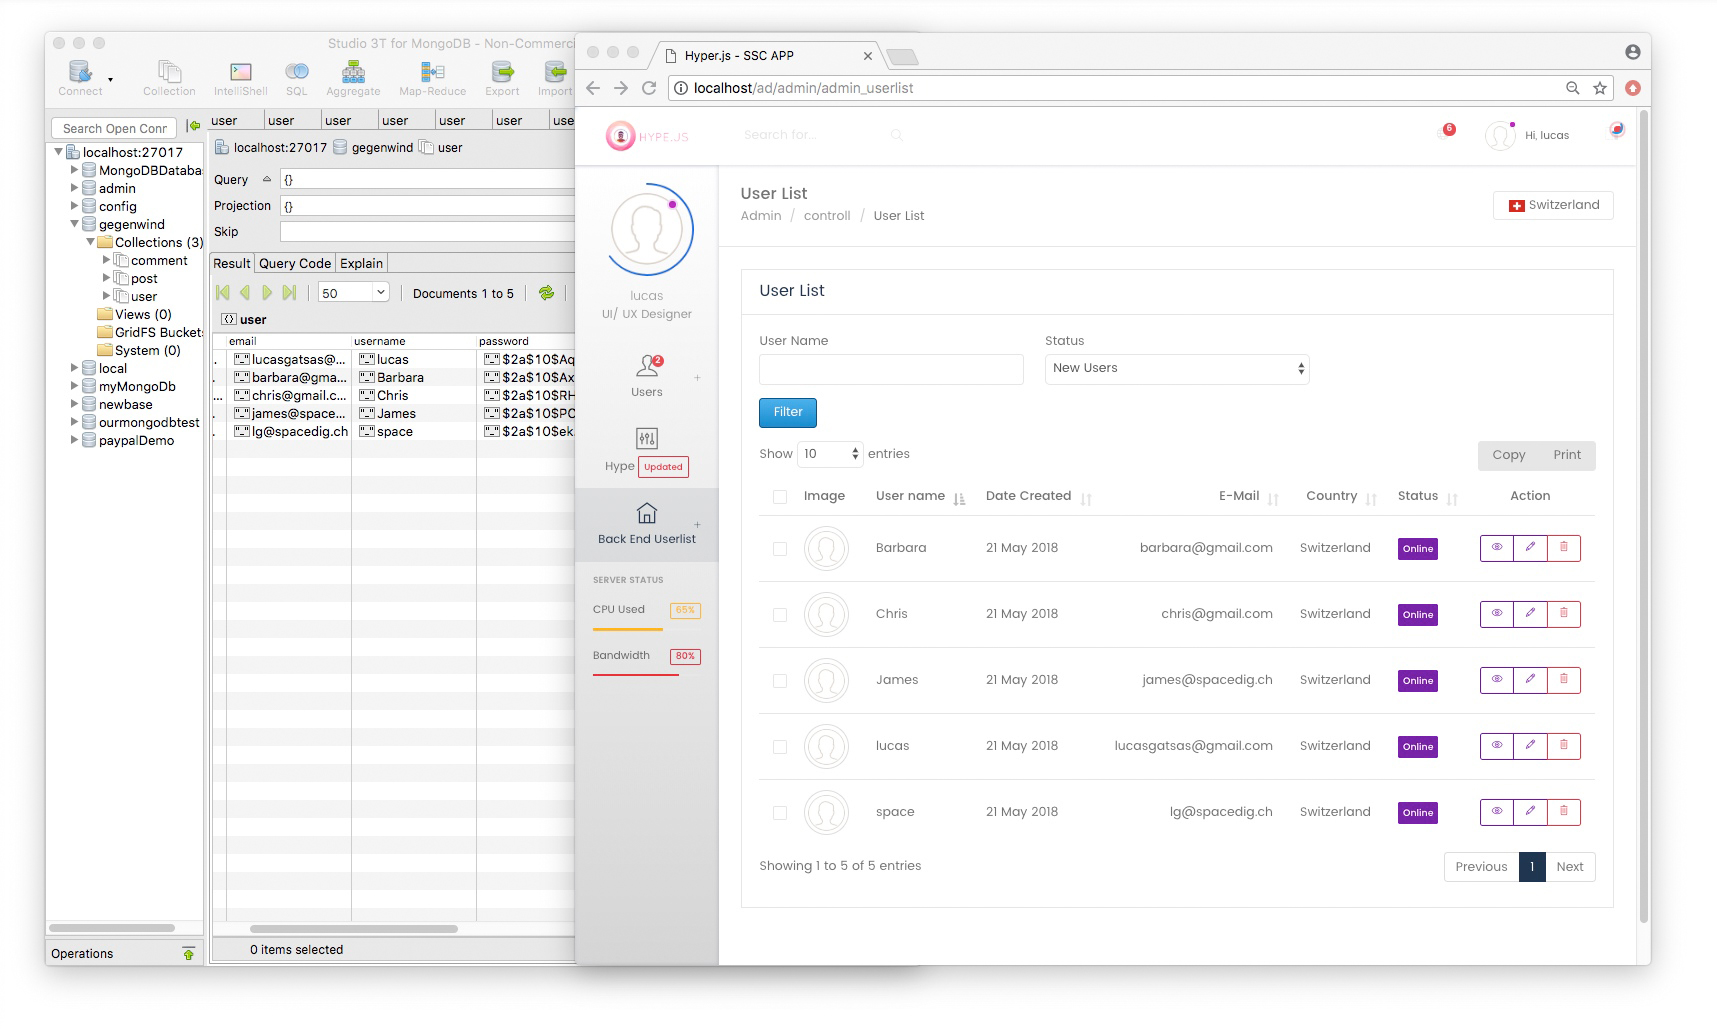 Studio 3T for MongoDB - Non-Commerc
Connect
Collection
IntelliShell
SQL
Aggregate
Map-Reduce
Export
Import
Search Open Conr
user
user
user
user
user
user
use
localhost:27017
MongoDBDataba
admin
config
gegenwind
Collections (3)
comment
post
user
Views (0)
GridFS Bucket
System (0)
local
myMongoDb
newbase
ourmongodbtest
paypalDemo
Operations
localhost:27017 gegenwind user
Query {}
Projection {}
Skip
Result Query Code Explain
50 Documents 1 to 5
user
email username password
lucasgatsas@... lucas $2a$10$Aq
barbara@gma... Barbara $2a$10$Ax
chris@gmail.c... Chris $2a$10$RH
james@space... James $2a$10$PC
lg@spacedig.ch space $2a$10$ek
0 items selected
Hyper.js - SSC APP
localhost/ad/admin/admin_userlist
HYPE.JS
Search for...
6
Hi, lucas
lucas
UI/ UX Designer
2
Users
+
Hype Updated
Back End Userlist
+
SERVER STATUS
CPU Used 65%
Bandwidth 80%
User List
Admin / controll / User List
Switzerland
User List
User Name Status
New Users
Filter
Show 10 entries
Copy Print
Image User name Date Created E-Mail Country Status Action
Barbara 21 May 2018 barbara@gmail.com Switzerland Online
Chris 21 May 2018 chris@gmail.com Switzerland Online
James 21 May 2018 james@spacedig.ch Switzerland Online
lucas 21 May 2018 lucasgatsas@gmail.com Switzerland Online
space 21 May 2018 lg@spacedig.ch Switzerland Online
Showing 1 to 5 of 5 entries
Previous 1 Next